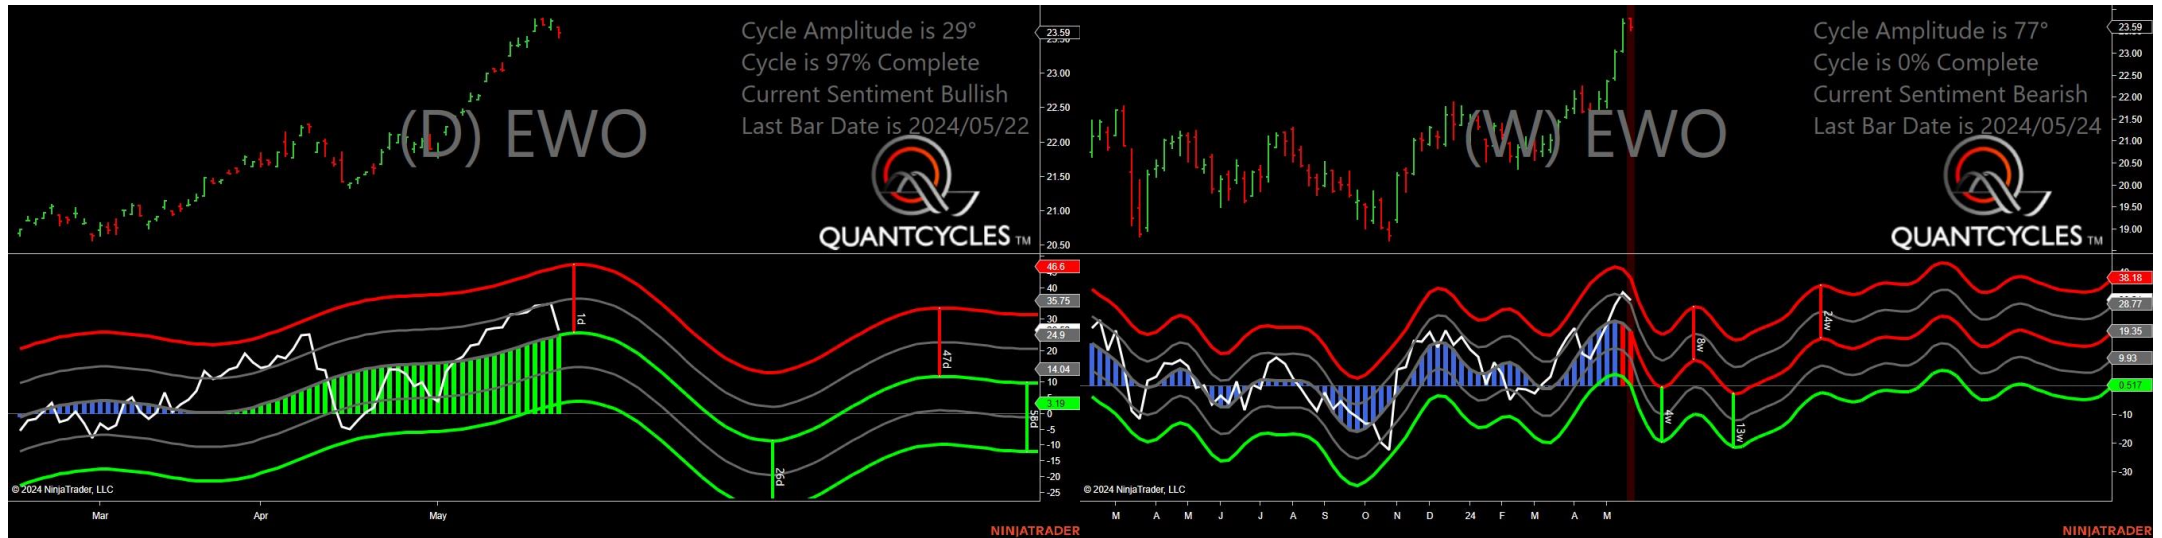 Cycle Amplitude is 29°
Cycle is 97% Complete
Current Sentiment Bullish
Last Bar Date is 2024/05/22
(D) EWO
QUANTCYCLES TM
23.59
23.00
22.50
22.00
21.50
21.00
20.50
46.6
40
35.75
30
24.9
20
14.04
10
3.19
0
-5
-10
-15
-20
-25
1d
26d
47d
58d
© 2024 NinjaTrader, LLC
Mar Apr May
NINJATRADER
Cycle Amplitude is 77°
Cycle is 0% Complete
Current Sentiment Bearish
Last Bar Date is 2024/05/24
(W) EWO
QUANTCYCLES TM
23.59
23.00
22.50
22.00
21.50
21.00
20.50
20.00
19.50
19.00
38.18
28.77
19.35
9.93
0.517
-10
-20
-30
4w
8w
13w
24w
© 2024 NinjaTrader, LLC
M A M J J A S O N D 24 F M A M
NINJATRADER